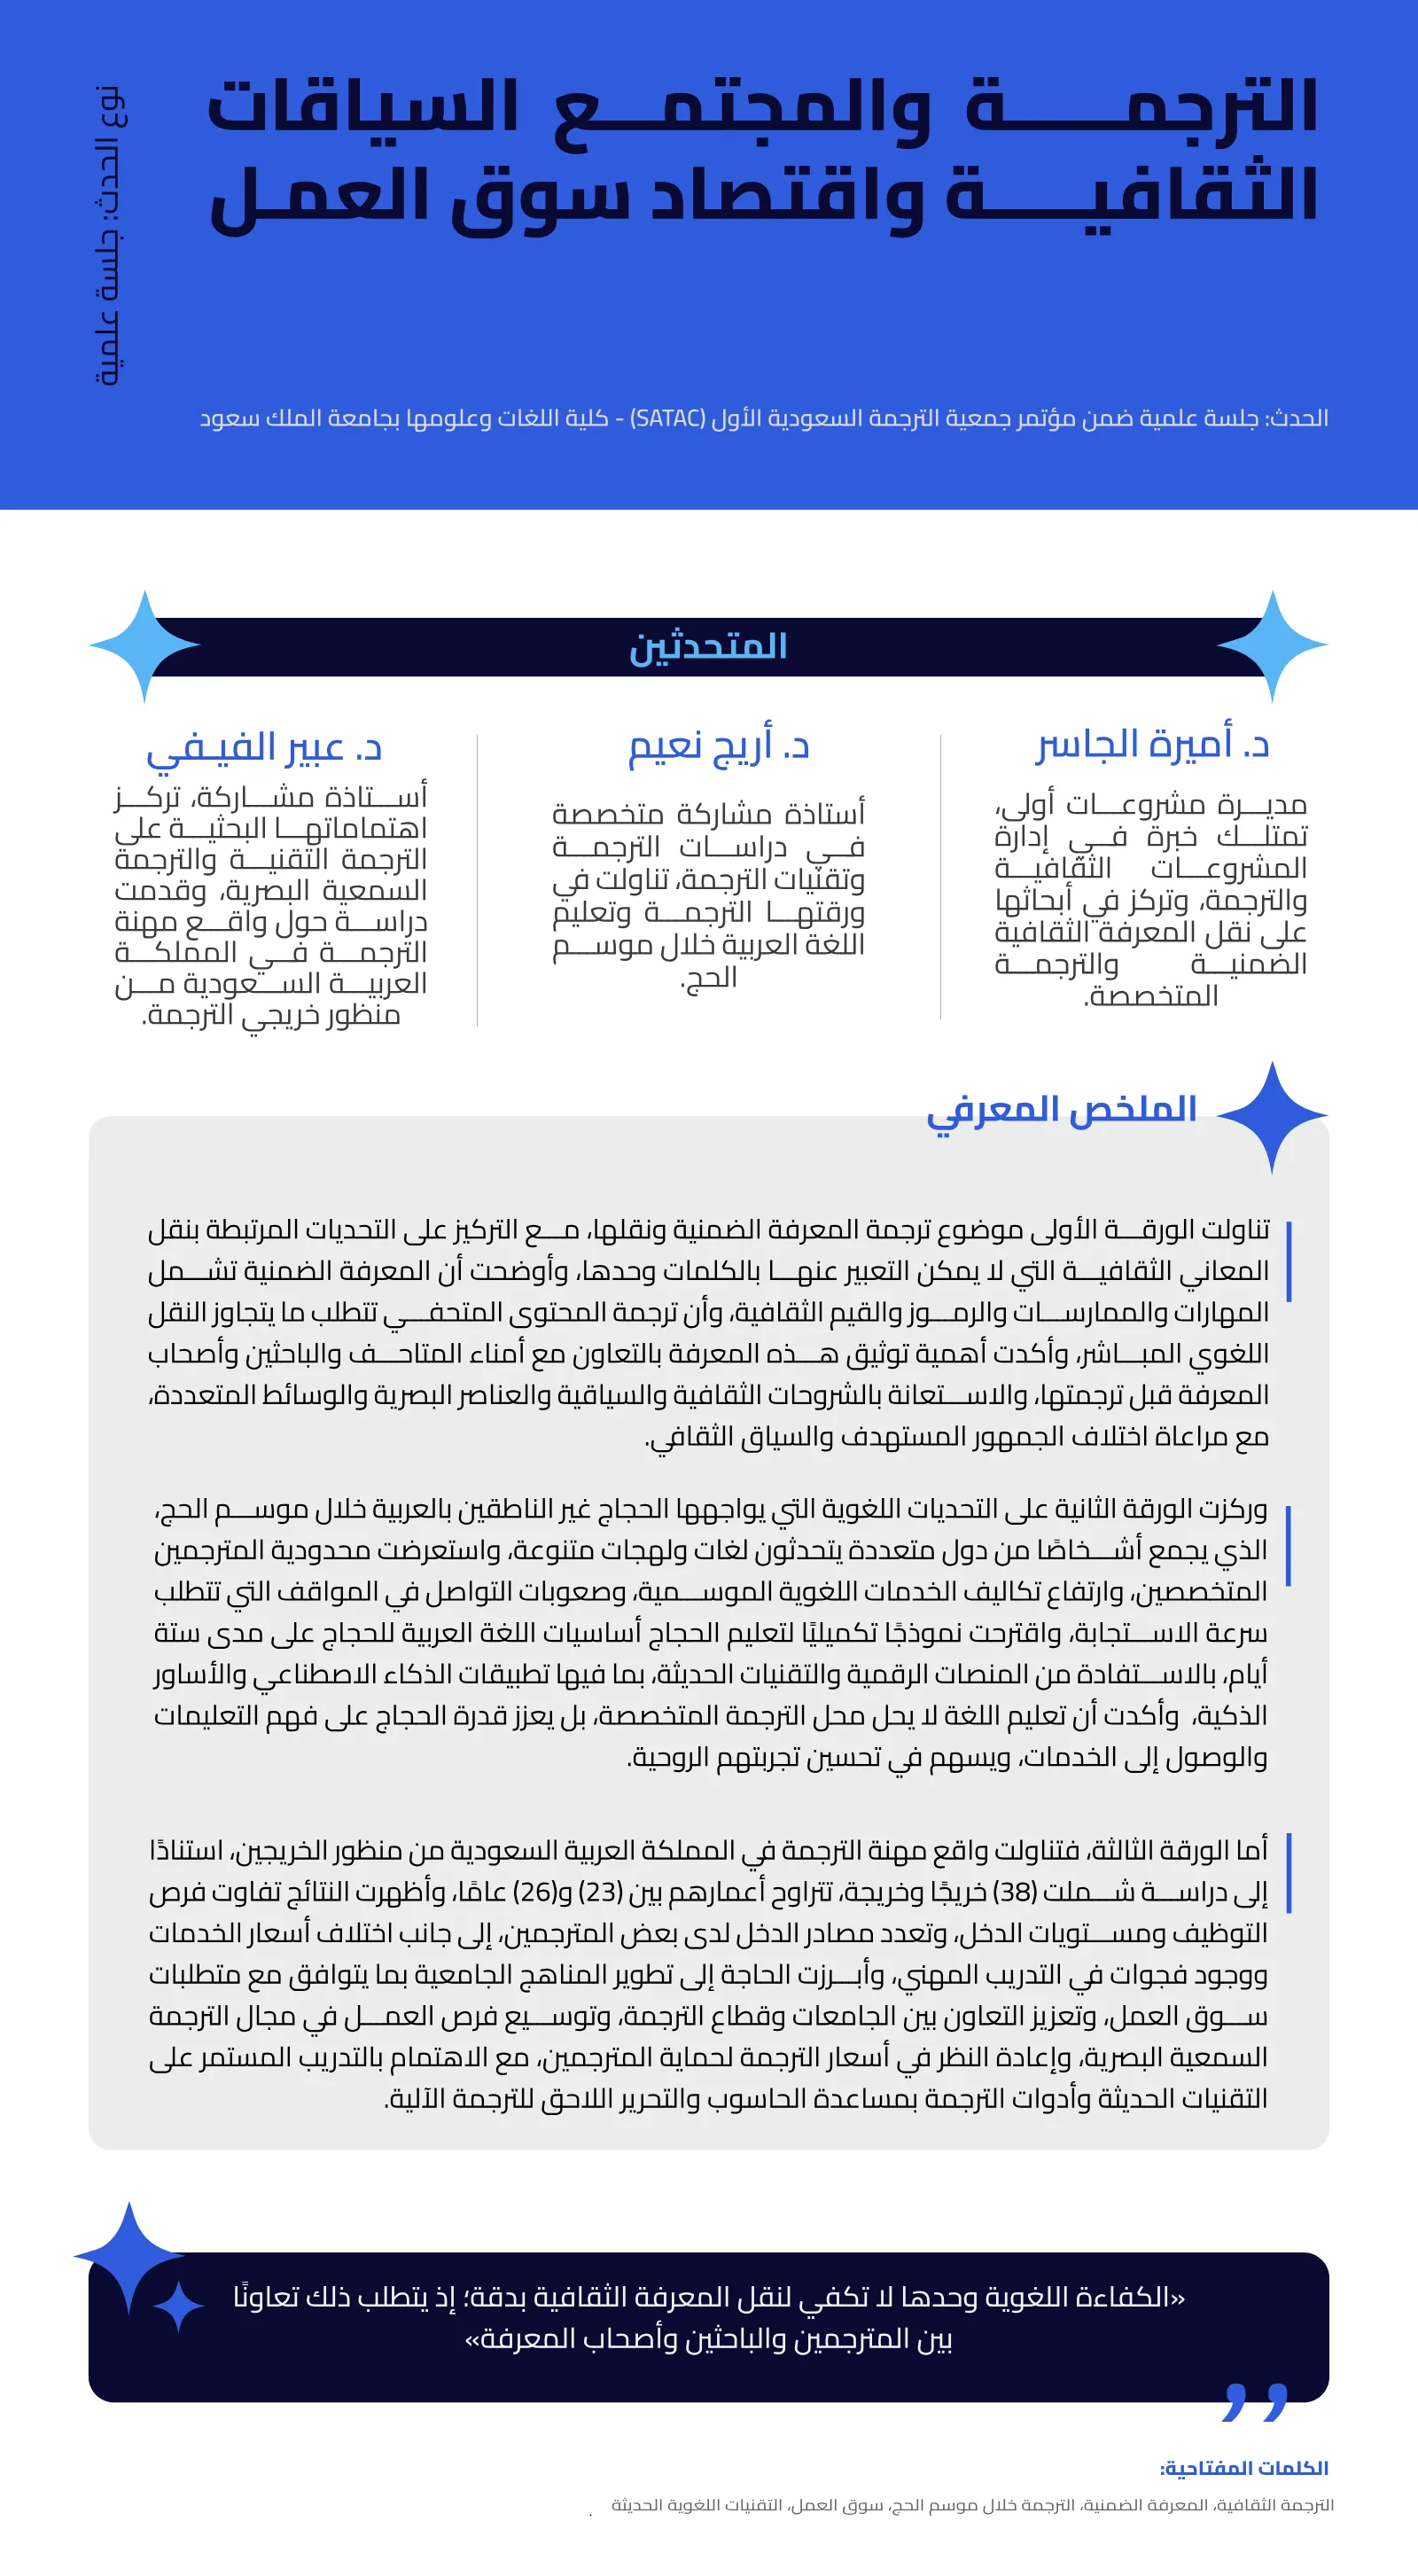 الترجمة والمجتمع السياقات
الثقافية واقتصاد سوق العمل
نوع الحدث: جلسة علمية
الحدث: جلسة علمية ضمن مؤتمر جمعية الترجمة السعودية الأول (SATAC) - كلية اللغات وعلومها بجامعة الملك سعود
المتحدثين
د. أميرة الجاسر
مديرة مشروعات أولى،
تمتلك خبرة في إدارة
المشروعات الثقافية
والترجمة، وتركز في أبحاثها
على نقل المعرفة الثقافية
الضمنية والترجمة
المتخصصة.
د. أريج نعيم
أستاذة مشاركة متخصصة
في دراسات الترجمة
وتقنيات الترجمة، تناولت في
ورقتها الترجمة وتعليم
اللغة العربية خلال موسم
الحج.
د. عبير الفيفي
أستاذة مشاركة، تركز
اهتماماتها البحثية على
الترجمة التقنية والترجمة
السمعية البصرية، وقدمت
دراسة حول واقع مهنة
الترجمة في المملكة
العربية السعودية من
منظور خريجي الترجمة.
الملخص المعرفي
تناولت الورقة الأولى موضوع ترجمة المعرفة الضمنية ونقلها، مع التركيز على التحديات المرتبطة بنقل
المعاني الثقافية التي لا يمكن التعبير عنها بالكلمات وحدها، وأوضحت أن المعرفة الضمنية تشمل
المهارات والممارسات والرموز والقيم الثقافية، وأن ترجمة المحتوى المتحفي تتطلب ما يتجاوز النقل
اللغوي المباشر، وأكدت أهمية توثيق هذه المعرفة بالتعاون مع أمناء المتاحف والباحثين وأصحاب
المعرفة قبل ترجمتها، والاستعانة بالشروحات الثقافية والسياقية والعناصر البصرية والوسائط المتعددة،
مع مراعاة اختلاف الجمهور المستهدف والسياق الثقافي.
وركزت الورقة الثانية على التحديات اللغوية التي يواجهها الحجاج غير الناطقين بالعربية خلال موسم الحج،
الذي يجمع أشخاصًا من دول متعددة يتحدثون لغات ولهجات متنوعة، واستعرضت محدودية المترجمين
المتخصصين، وارتفاع تكاليف الخدمات اللغوية الموسمية، وصعوبات التواصل في المواقف التي تتطلب
سرعة الاستجابة، واقترحت نموذجًا تكميليًا لتعليم الحجاج أساسيات اللغة العربية للحجاج على مدى ستة
أيام، بالاستفادة من المنصات الرقمية والتقنيات الحديثة، بما فيها تطبيقات الذكاء الاصطناعي والأساور
الذكية، وأكدت أن تعليم اللغة لا يحل محل الترجمة المتخصصة، بل يعزز قدرة الحجاج على فهم التعليمات
والوصول إلى الخدمات، ويسهم في تحسين تجربتهم الروحية.
أما الورقة الثالثة، فتناولت واقع مهنة الترجمة في المملكة العربية السعودية من منظور الخريجين، استنادًا
إلى دراسة شملت (38) خريجًا وخريجة، تتراوح أعمارهم بين (23) و(26) عامًا، وأظهرت النتائج تفاوت فرص
التوظيف ومستويات الدخل، وتعدد مصادر الدخل لدى بعض المترجمين، إلى جانب اختلاف أسعار الخدمات
ووجود فجوات في التدريب المهني، وأبرزت الحاجة إلى تطوير المناهج الجامعية بما يتوافق مع متطلبات
سوق العمل، وتعزيز التعاون بين الجامعات وقطاع الترجمة، وتوسيع فرص العمل في مجال الترجمة
السمعية البصرية، وإعادة النظر في أسعار الترجمة لحماية المترجمين، مع الاهتمام بالتدريب المستمر على
التقنيات الحديثة وأدوات الترجمة بمساعدة الحاسوب والتحرير اللاحق للترجمة الآلية.
«الكفاءة اللغوية وحدها لا تكفي لنقل المعرفة الثقافية بدقة؛ إذ يتطلب ذلك تعاونًا
بين المترجمين والباحثين وأصحاب المعرفة»
الكلمات المفتاحية:
الترجمة الثقافية، المعرفة الضمنية، الترجمة خلال موسم الحج، سوق العمل، التقنيات اللغوية الحديثة .